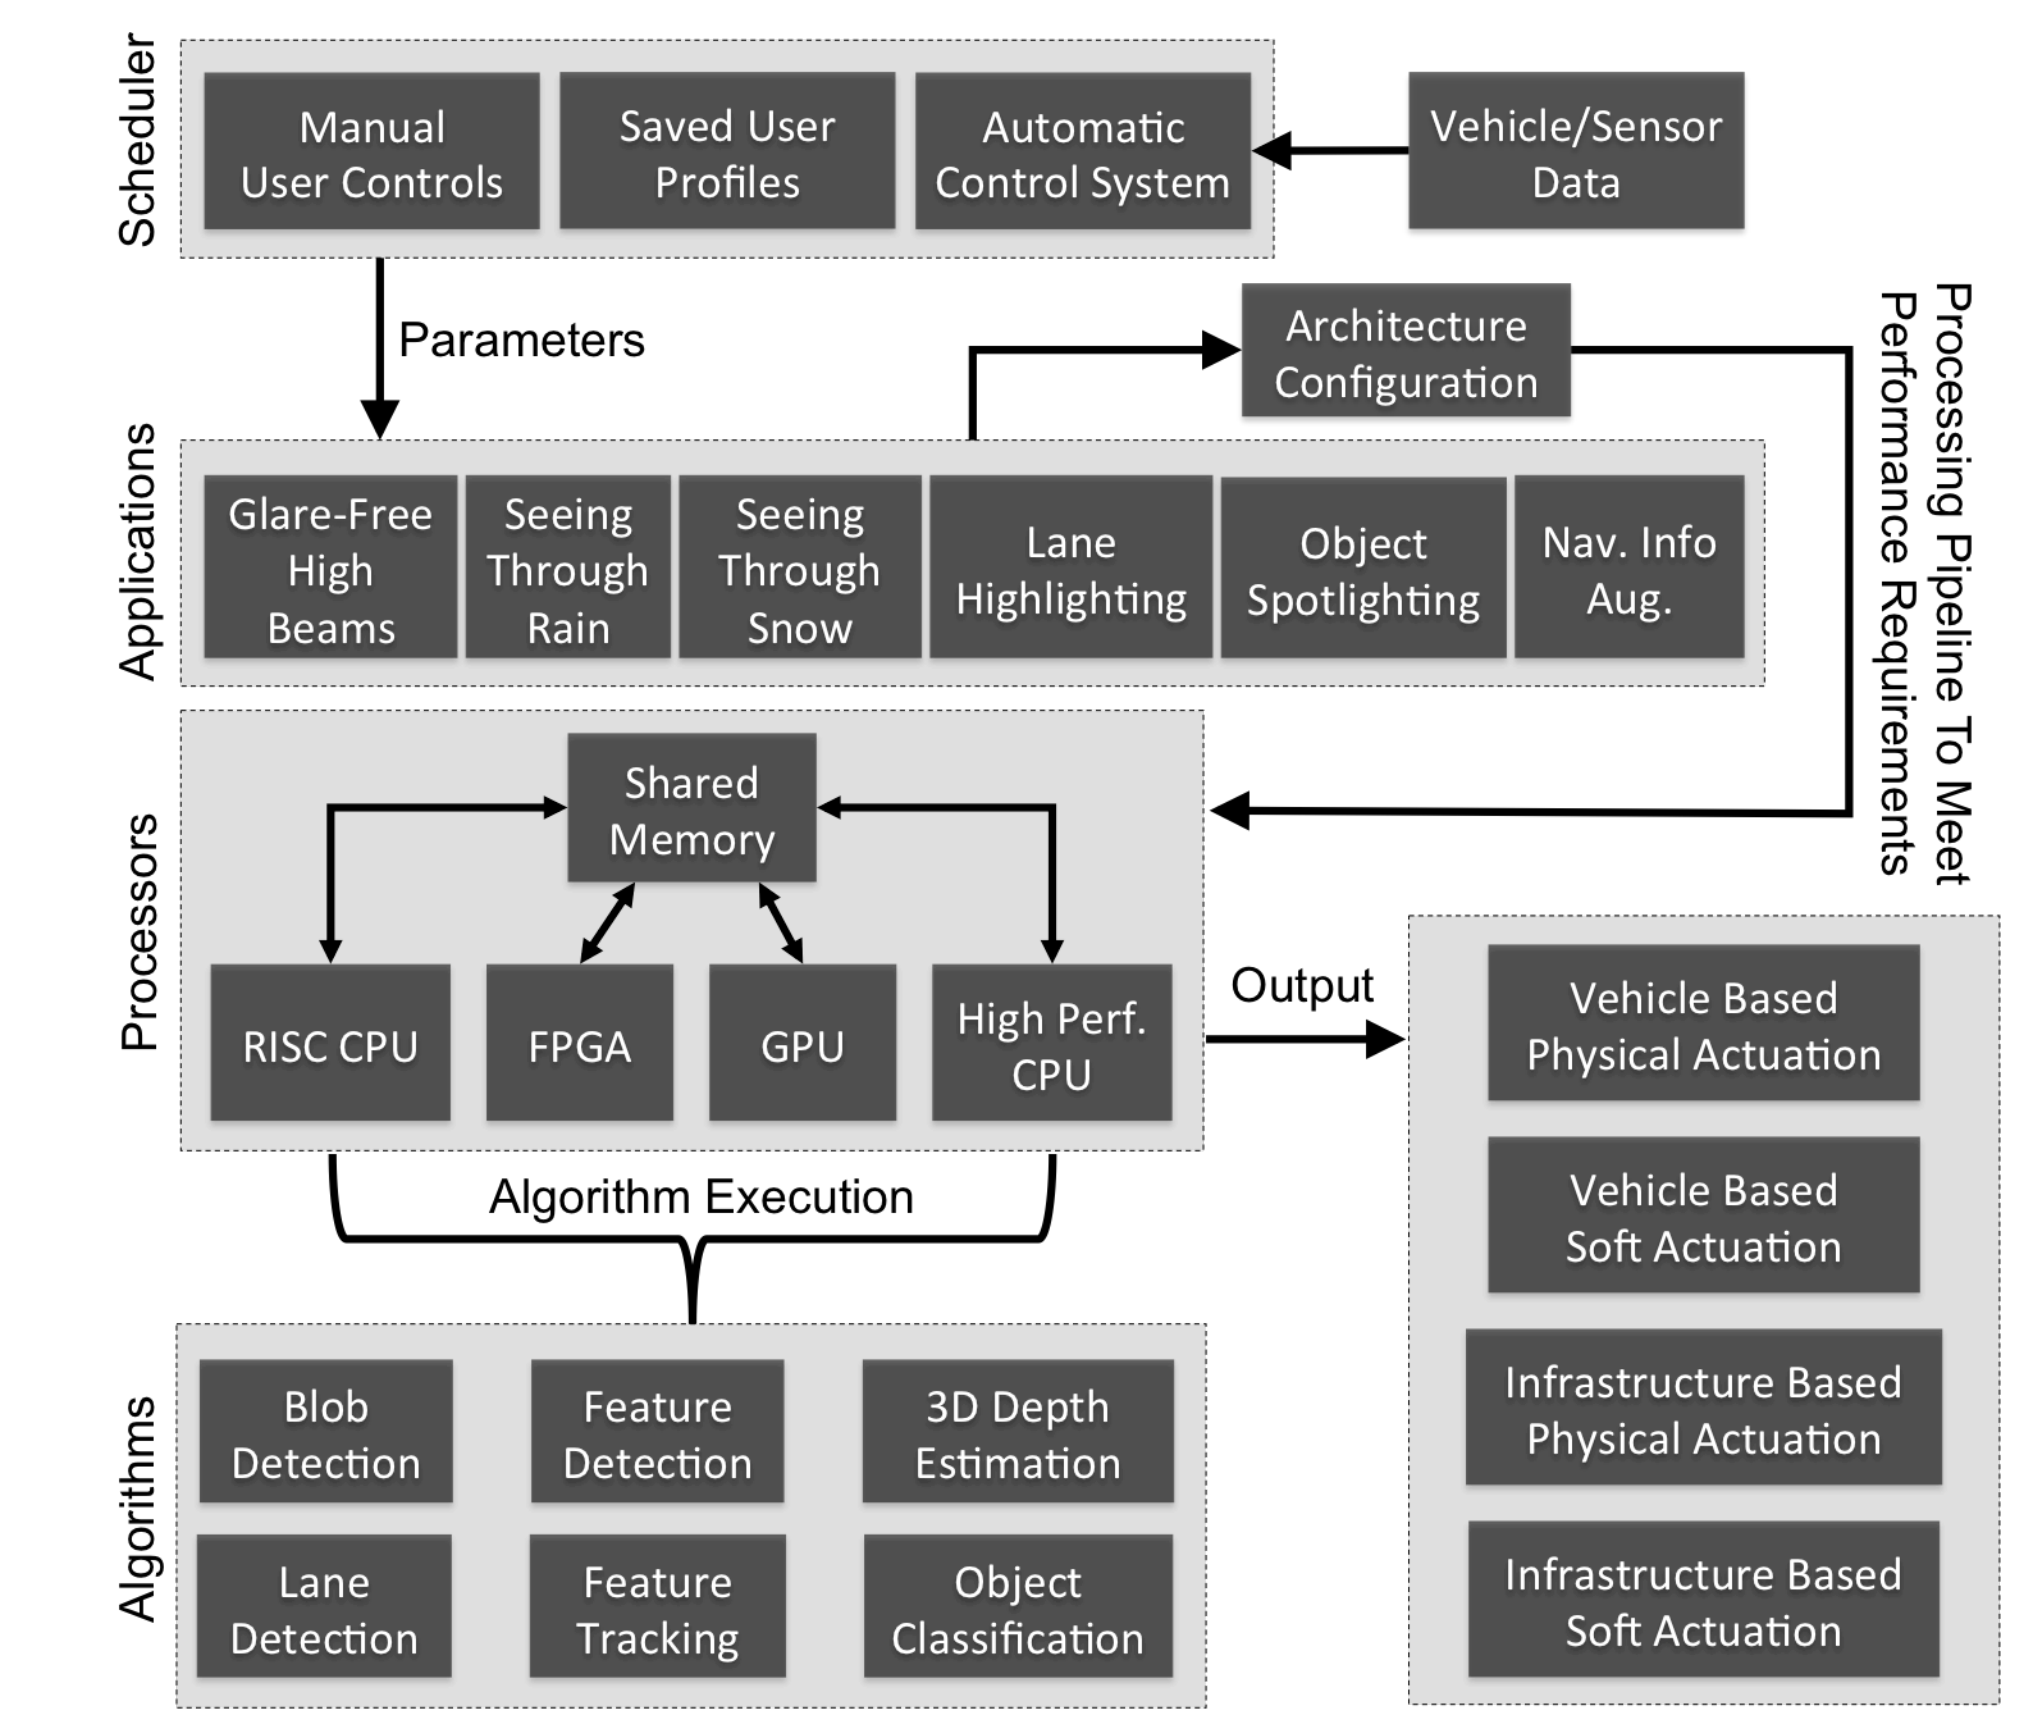 Scheduler
Manual
User Controls
Saved User
Profiles
Automatic
Control System
Vehicle/Sensor
Data
Parameters
Architecture
Configuration
Processing Pipeline To Meet
Performance Requirements
Applications
Glare-Free
High
Beams
Seeing
Through
Rain
Seeing
Through
Snow
Lane
Highlighting
Object
Spotlighting
Nav. Info
Aug.
Processors
Shared
Memory
RISC CPU
FPGA
GPU
High Perf.
CPU
Output
Vehicle Based
Physical Actuation
Vehicle Based
Soft Actuation
Infrastructure Based
Physical Actuation
Infrastructure Based
Soft Actuation
Algorithm Execution
Algorithms
Blob
Detection
Feature
Detection
3D Depth
Estimation
Lane
Detection
Feature
Tracking
Object
Classification